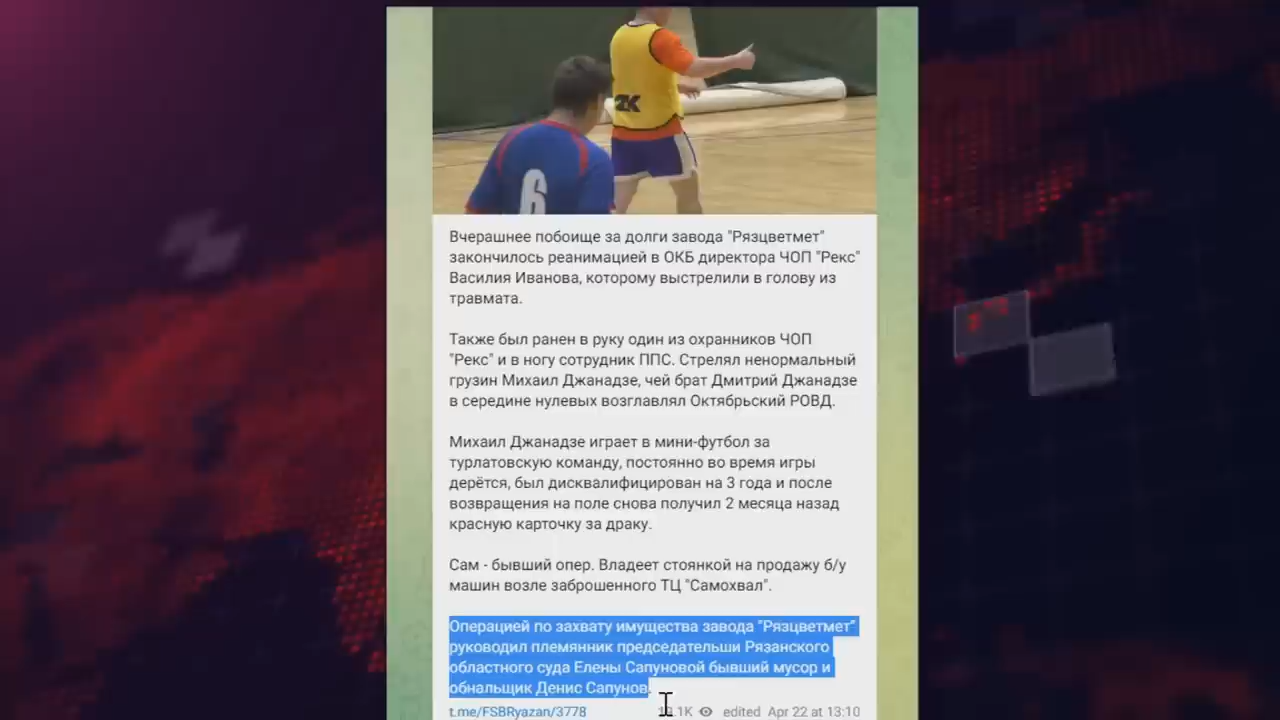 2K
6
Вчерашнее побоище за долги завода "Рязцветмет"
закончилось реанимацией в ОКБ директора ЧОП "Рекс"
Василия Иванова, которому выстрелили в голову из
травмата.
Также был ранен в руку один из охранников ЧОП
"Рекс" и в ногу сотрудник ППС. Стрелял ненормальный
грузин Михаил Джанадзе, чей брат Дмитрий Джанадзе
в середине нулевых возглавлял Октябрьский РОВД.
Михаил Джанадзе играет в мини-футбол за
турлатовскую команду, постоянно во время игры
дерётся, был дисквалифицирован на 3 года и после
возвращения на поле снова получил 2 месяца назад
красную карточку за драку.
Сам - бывший опер. Владеет стоянкой на продажу б/у
машин возле заброшенного ТЦ "Самохвал".
Операцией по захвату имущества завода "Рязцветмет"
руководил племянник председательши Рязанского
областного суда Елены Сапуновой бывший мусор и
обнальщик Денис Сапунов.
t.me/FSBRyazan/3778 edited Apr 22 at 13:10